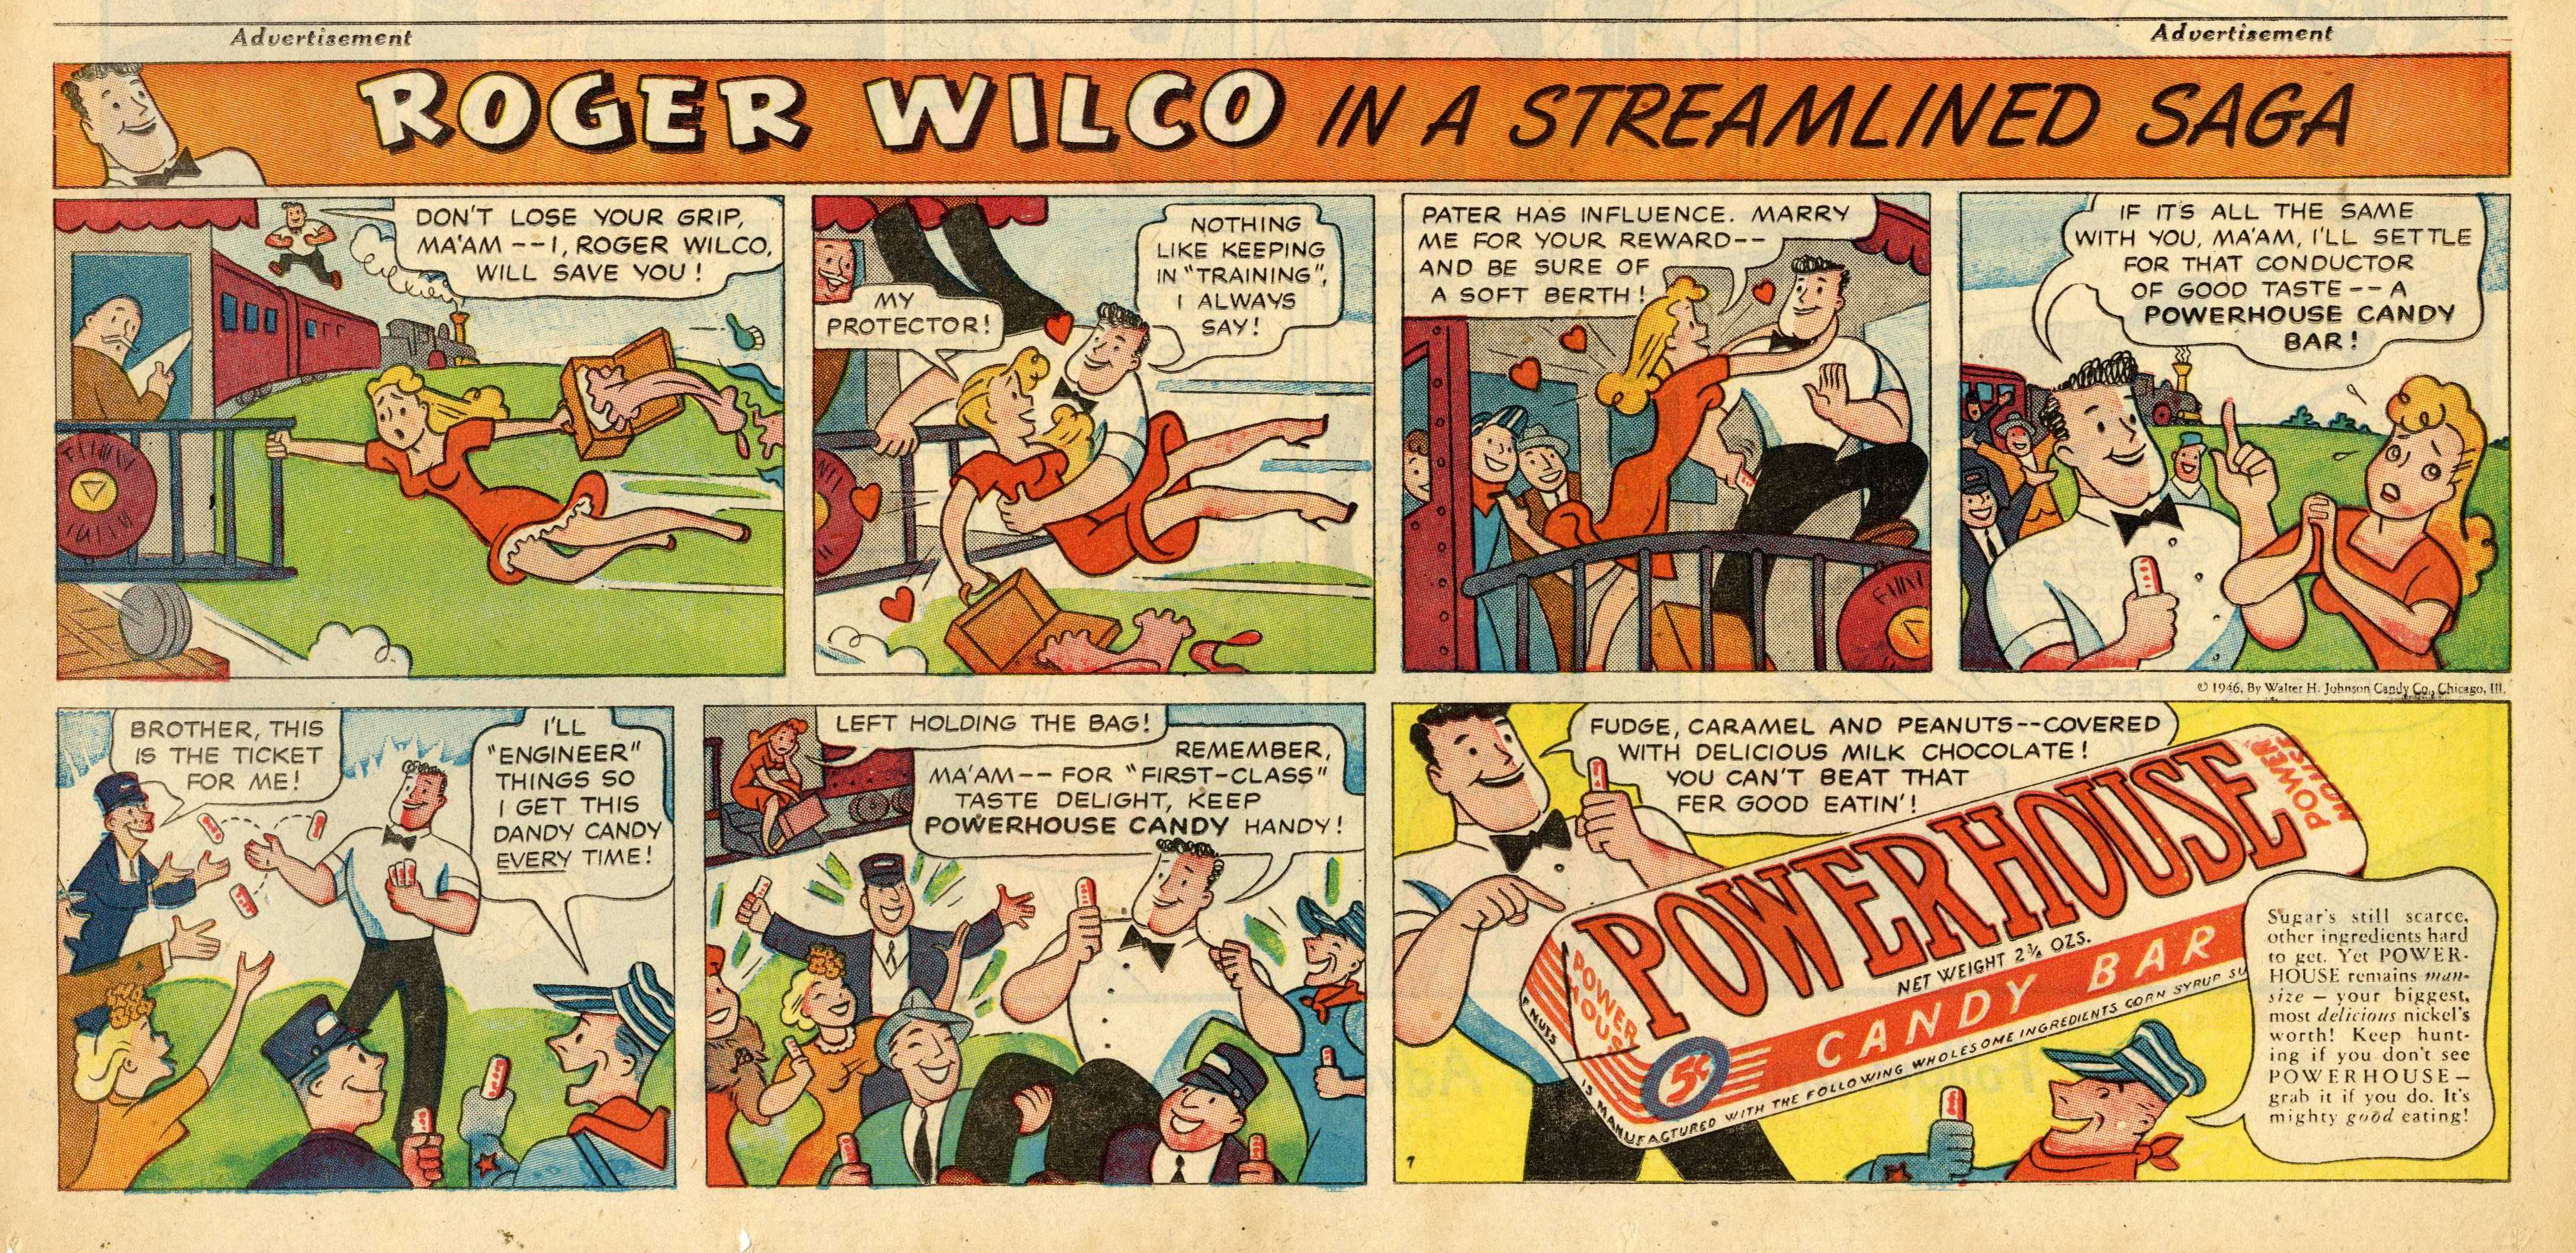 Advertisement
Advertisement
ROGER WILCO IN A STREAMLINED SAGA
DON'T LOSE YOUR GRIP,
MA'AM -- I, ROGER WILCO,
WILL SAVE YOU!
MY
PROTECTOR!
NOTHING
LIKE KEEPING
IN "TRAINING",
I ALWAYS
SAY!
PATER HAS INFLUENCE. MARRY
ME FOR YOUR REWARD--
AND BE SURE OF
A SOFT BERTH!
IF IT'S ALL THE SAME
WITH YOU, MA'AM, I'LL SETTLE
FOR THAT CONDUCTOR
OF GOOD TASTE -- A
POWERHOUSE CANDY
BAR!
© 1946, By Walter H. Johnson Candy Co., Chicago, Ill.
BROTHER, THIS
IS THE TICKET
FOR ME!
I'LL
"ENGINEER"
THINGS SO
I GET THIS
DANDY CANDY
EVERY TIME!
LEFT HOLDING THE BAG!
REMEMBER,
MA'AM -- FOR "FIRST-CLASS"
TASTE DELIGHT, KEEP
POWERHOUSE CANDY HANDY!
FUDGE, CARAMEL AND PEANUTS--COVERED
WITH DELICIOUS MILK CHOCOLATE!
YOU CAN'T BEAT THAT
FER GOOD EATIN'!
POWER
HOUSE
POWERHOUSE
NET WEIGHT 2¾ OZS.
CANDY BAR
POWER
HOUSE
5¢
IS MANUFACTURED WITH THE FOLLOWING WHOLESOME INGREDIENTS CORN SYRUP SU
NUTS
Sugar's still scarce,
other ingredients hard
to get. Yet POWER-
HOUSE remains man-
size — your biggest,
most delicious nickel's
worth! Keep hunt-
ing if you don't see
POWERHOUSE—
grab it if you do. It's
mighty good eating!
7